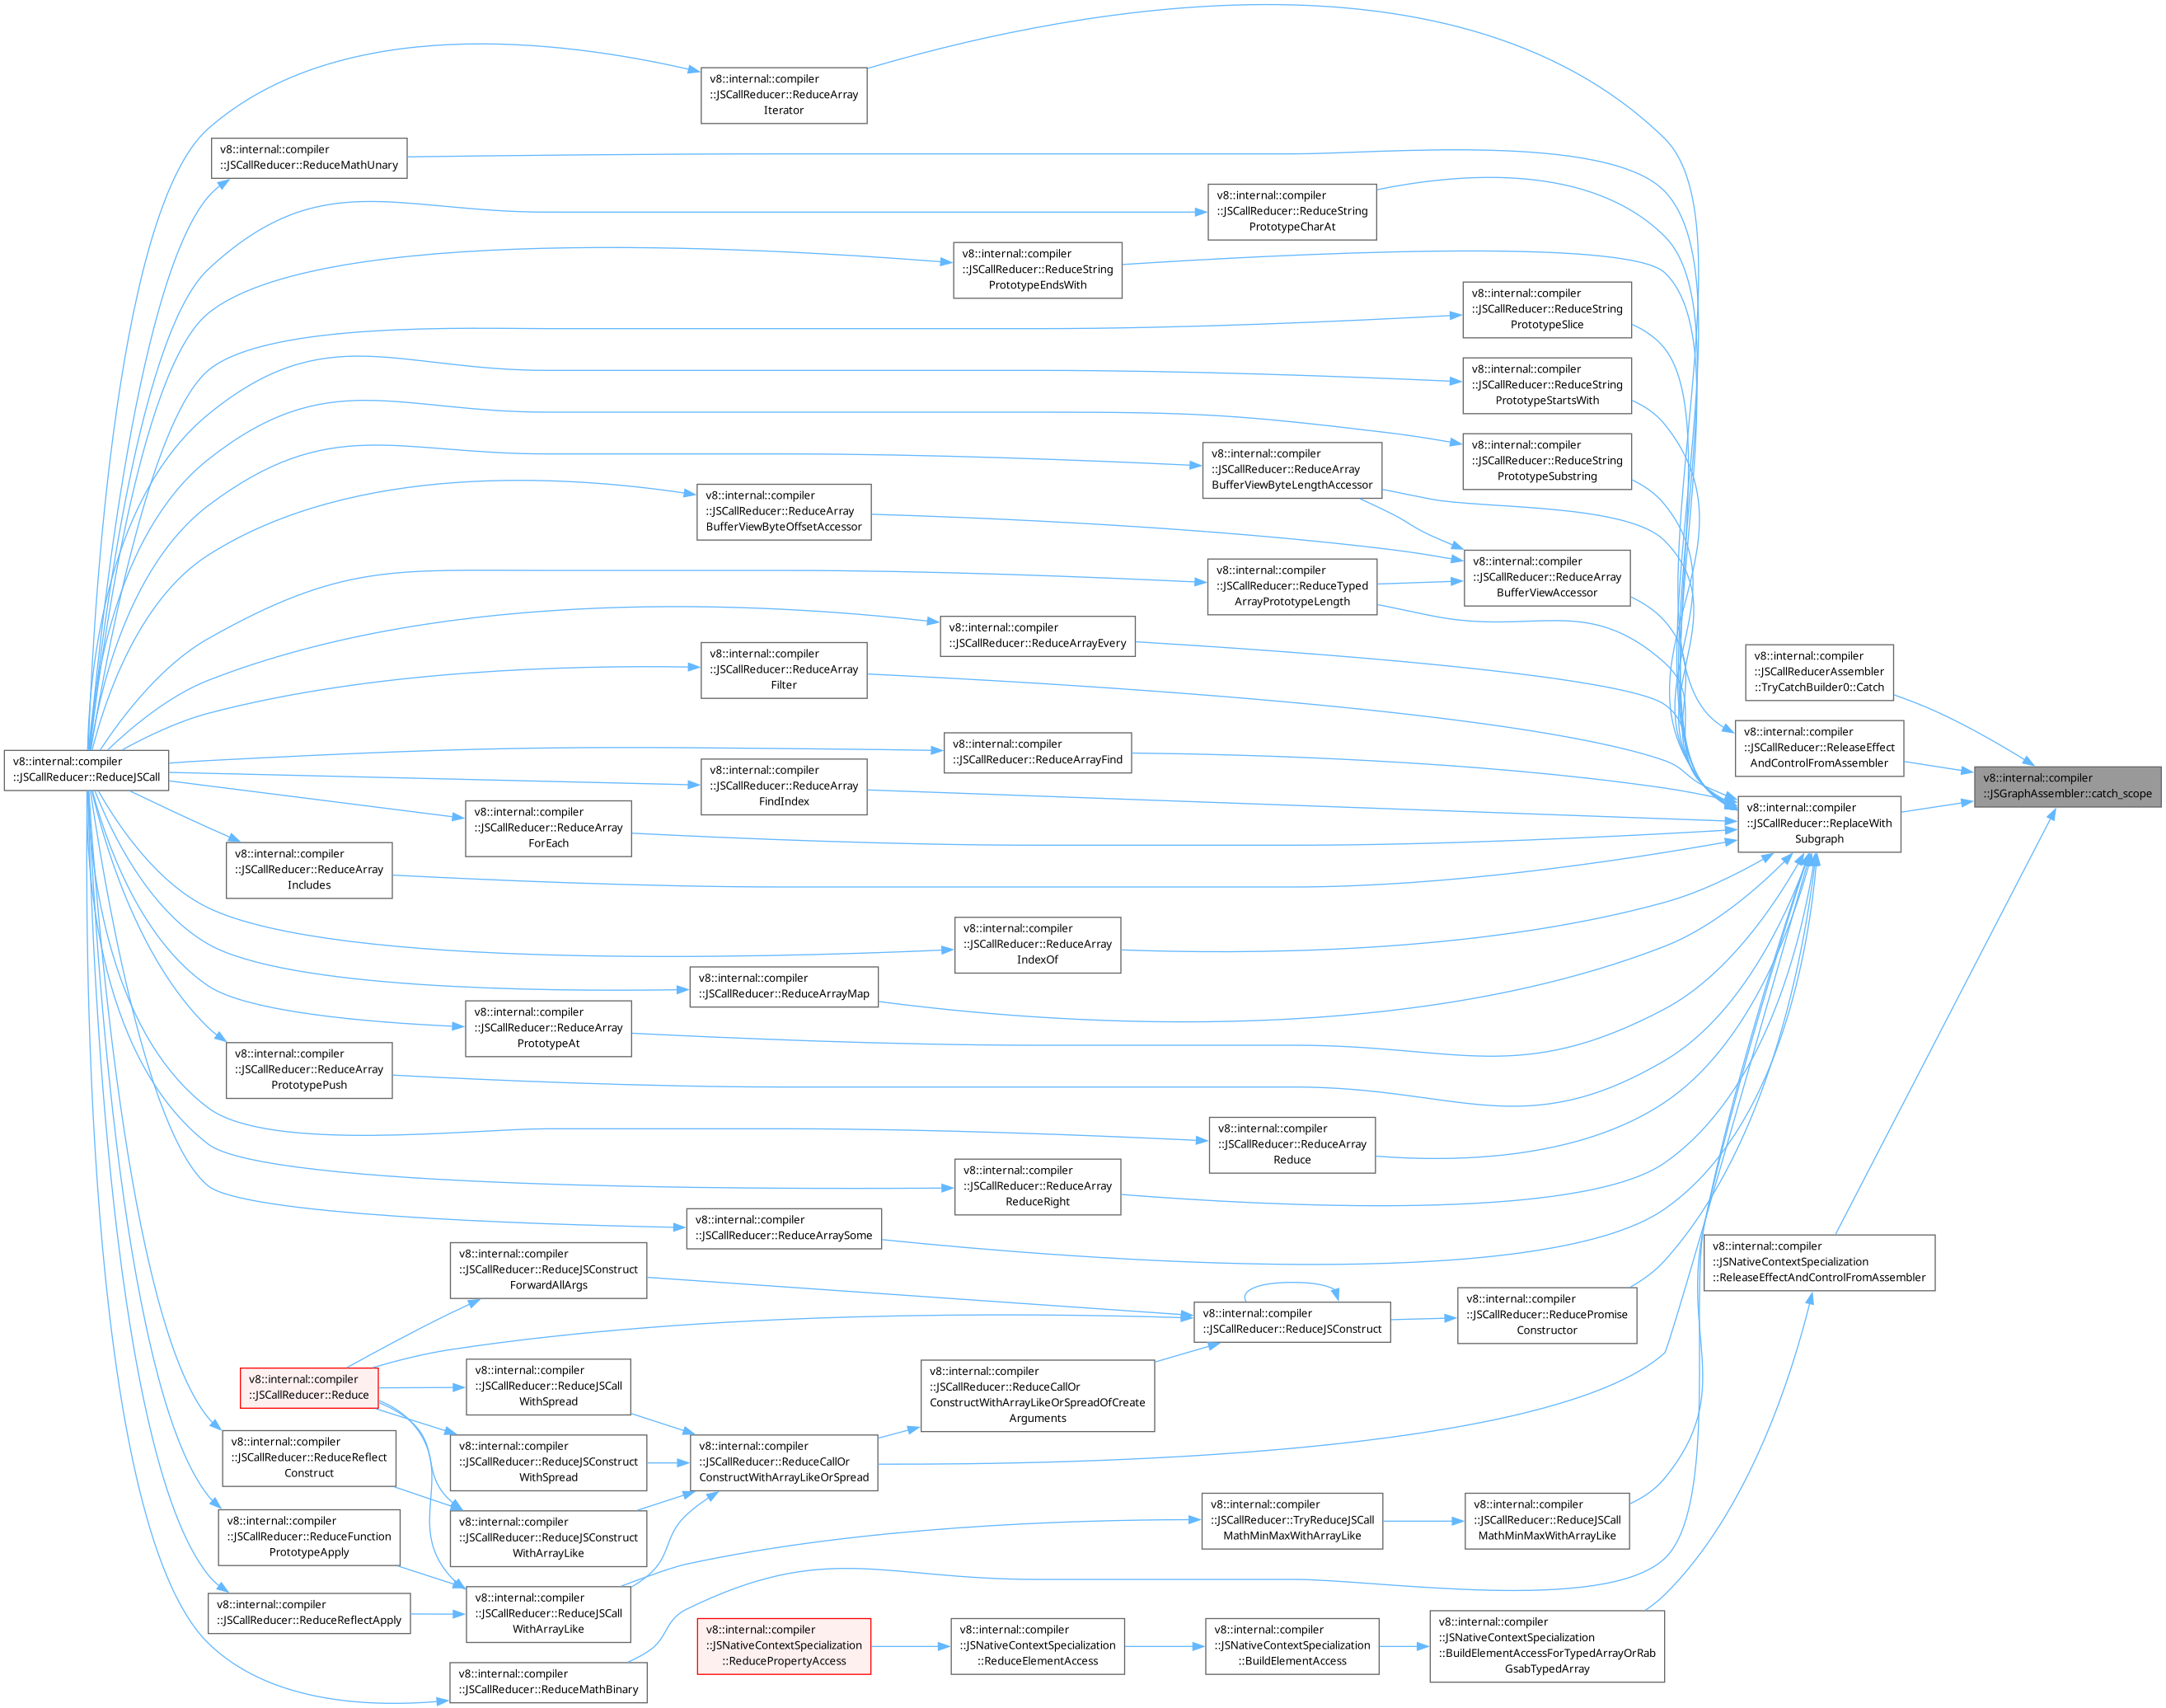 v8::internal::compiler
::JSCallReducer::ReduceArray
Iterator
v8::internal::compiler
::JSCallReducer::ReduceMathUnary
v8::internal::compiler
::JSCallReducer::ReduceString
PrototypeCharAt
v8::internal::compiler
::JSCallReducer::ReduceString
PrototypeEndsWith
v8::internal::compiler
::JSCallReducer::ReduceString
PrototypeSlice
v8::internal::compiler
::JSCallReducer::ReduceString
PrototypeStartsWith
v8::internal::compiler
::JSCallReducer::ReduceString
PrototypeSubstring
v8::internal::compiler
::JSCallReducer::ReduceArray
BufferViewByteLengthAccessor
v8::internal::compiler
::JSCallReducer::ReduceArray
BufferViewByteOffsetAccessor
v8::internal::compiler
::JSCallReducer::ReduceArray
BufferViewAccessor
v8::internal::compiler
::JSCallReducer::ReduceTyped
ArrayPrototypeLength
v8::internal::compiler
::JSCallReducer::ReduceArrayEvery
v8::internal::compiler
::JSCallReducer::ReduceArray
Filter
v8::internal::compiler
::JSCallReducerAssembler
::TryCatchBuilder0::Catch
v8::internal::compiler
::JSCallReducer::ReleaseEffect
AndControlFromAssembler
v8::internal::compiler
::JSCallReducer::ReduceArrayFind
v8::internal::compiler
::JSCallReducer::ReduceJSCall
v8::internal::compiler
::JSCallReducer::ReduceArray
FindIndex
v8::internal::compiler
::JSGraphAssembler::catch_scope
v8::internal::compiler
::JSCallReducer::ReplaceWith
Subgraph
v8::internal::compiler
::JSCallReducer::ReduceArray
ForEach
v8::internal::compiler
::JSCallReducer::ReduceArray
Includes
v8::internal::compiler
::JSCallReducer::ReduceArray
IndexOf
v8::internal::compiler
::JSCallReducer::ReduceArrayMap
v8::internal::compiler
::JSCallReducer::ReduceArray
PrototypeAt
v8::internal::compiler
::JSCallReducer::ReduceArray
PrototypePush
v8::internal::compiler
::JSCallReducer::ReduceArray
Reduce
v8::internal::compiler
::JSCallReducer::ReduceArray
ReduceRight
v8::internal::compiler
::JSCallReducer::ReduceArraySome
v8::internal::compiler
::JSNativeContextSpecialization
::ReleaseEffectAndControlFromAssembler
v8::internal::compiler
::JSCallReducer::ReduceJSConstruct
ForwardAllArgs
v8::internal::compiler
::JSCallReducer::ReducePromise
Constructor
v8::internal::compiler
::JSCallReducer::ReduceJSConstruct
v8::internal::compiler
::JSCallReducer::Reduce
v8::internal::compiler
::JSCallReducer::ReduceJSCall
WithSpread
v8::internal::compiler
::JSCallReducer::ReduceCallOr
ConstructWithArrayLikeOrSpreadOfCreate
Arguments
v8::internal::compiler
::JSCallReducer::ReduceReflect
Construct
v8::internal::compiler
::JSCallReducer::ReduceJSConstruct
WithSpread
v8::internal::compiler
::JSCallReducer::ReduceCallOr
ConstructWithArrayLikeOrSpread
v8::internal::compiler
::JSCallReducer::ReduceFunction
PrototypeApply
v8::internal::compiler
::JSCallReducer::ReduceJSConstruct
WithArrayLike
v8::internal::compiler
::JSCallReducer::TryReduceJSCall
MathMinMaxWithArrayLike
v8::internal::compiler
::JSCallReducer::ReduceJSCall
MathMinMaxWithArrayLike
v8::internal::compiler
::JSCallReducer::ReduceReflectApply
v8::internal::compiler
::JSCallReducer::ReduceJSCall
WithArrayLike
v8::internal::compiler
::JSNativeContextSpecialization
::ReducePropertyAccess
v8::internal::compiler
::JSNativeContextSpecialization
::ReduceElementAccess
v8::internal::compiler
::JSNativeContextSpecialization
::BuildElementAccess
v8::internal::compiler
::JSNativeContextSpecialization
::BuildElementAccessForTypedArrayOrRab
GsabTypedArray
v8::internal::compiler
::JSCallReducer::ReduceMathBinary